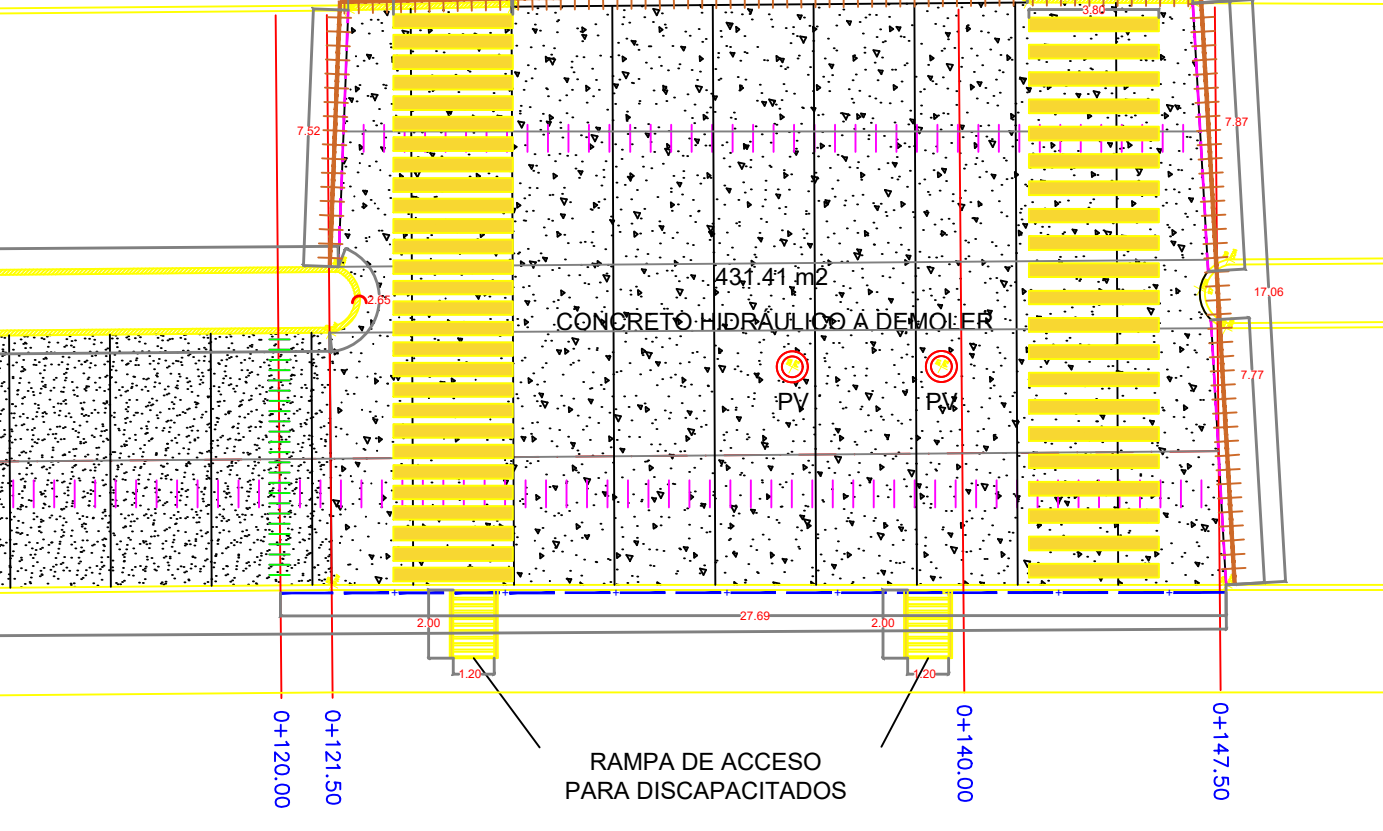 3.80
7.52
7.87
431.41 m2
2.65
17.06
CONCRETO HIDRAULICO A DEMOLER
7.77
PV
PV
27.69
2.00
2.00
1.20
1.20
0+120.00
0+121.50
0+140.00
0+147.50
RAMPA DE ACCESO
PARA DISCAPACITADOS